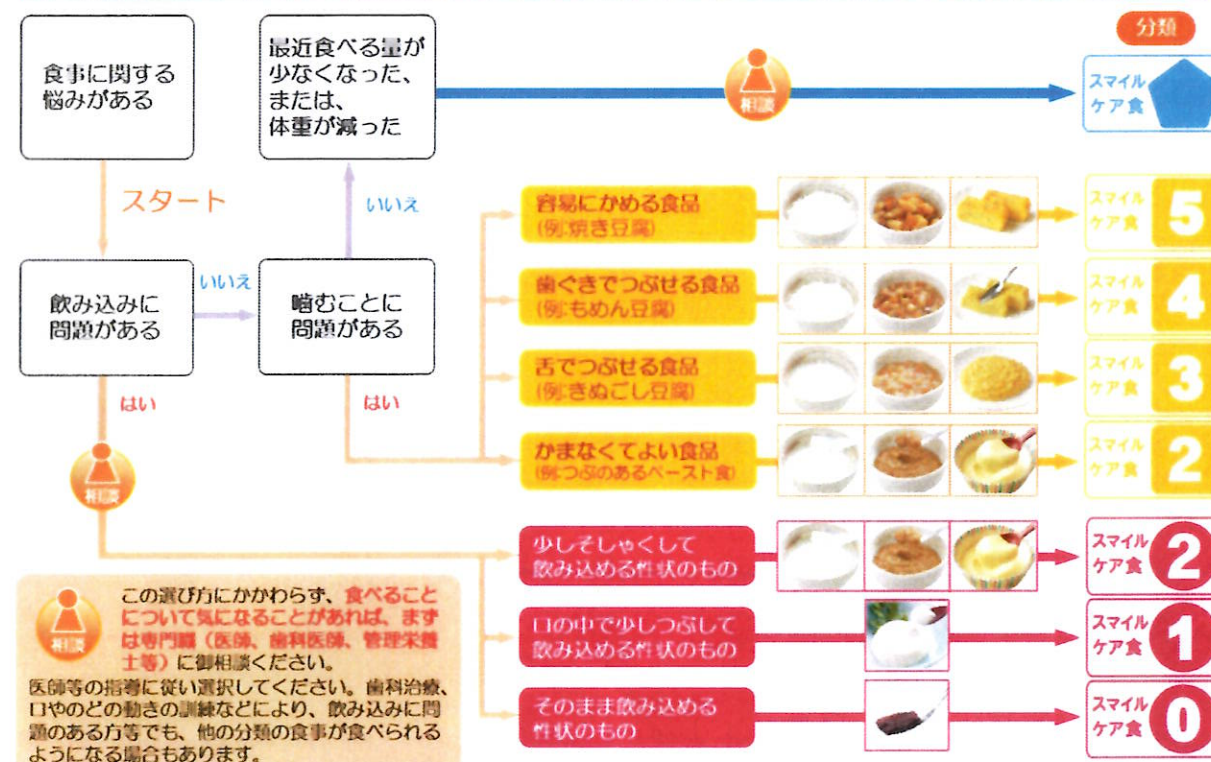 食事に関する
悩みがある
最近食べる量が
少なくなった、
または、
体重が減った
相談
分類
スマイル
ケア食
スタート
いいえ
飲み込みに
問題がある
いいえ
噛むことに
問題がある
はい
はい
相談
容易にかめる食品
(例:焼き豆腐)
スマイル
ケア食
5
歯ぐきでつぶせる食品
(例:もめん豆腐)
スマイル
ケア食
4
舌でつぶせる食品
(例:きぬごし豆腐)
スマイル
ケア食
3
かまなくてよい食品
(例:つぶのあるペースト食)
スマイル
ケア食
2
少しそしゃくして
飲み込める性状のもの
スマイル
ケア食
2
口の中で少しつぶして
飲み込める性状のもの
スマイル
ケア食
1
そのまま飲み込める
性状のもの
スマイル
ケア食
0
相談
この選び方にかかわらず、食べること
について気になることがあれば、まず
は専門職(医師、歯科医師、管理栄養
士等)に御相談ください。
医師等の指導に従い選択してください。歯科治療、
口やのどの動きの訓練などにより、飲み込みに問
題のある方等でも、他の分類の食事が食べられる
ようになる場合もあります。